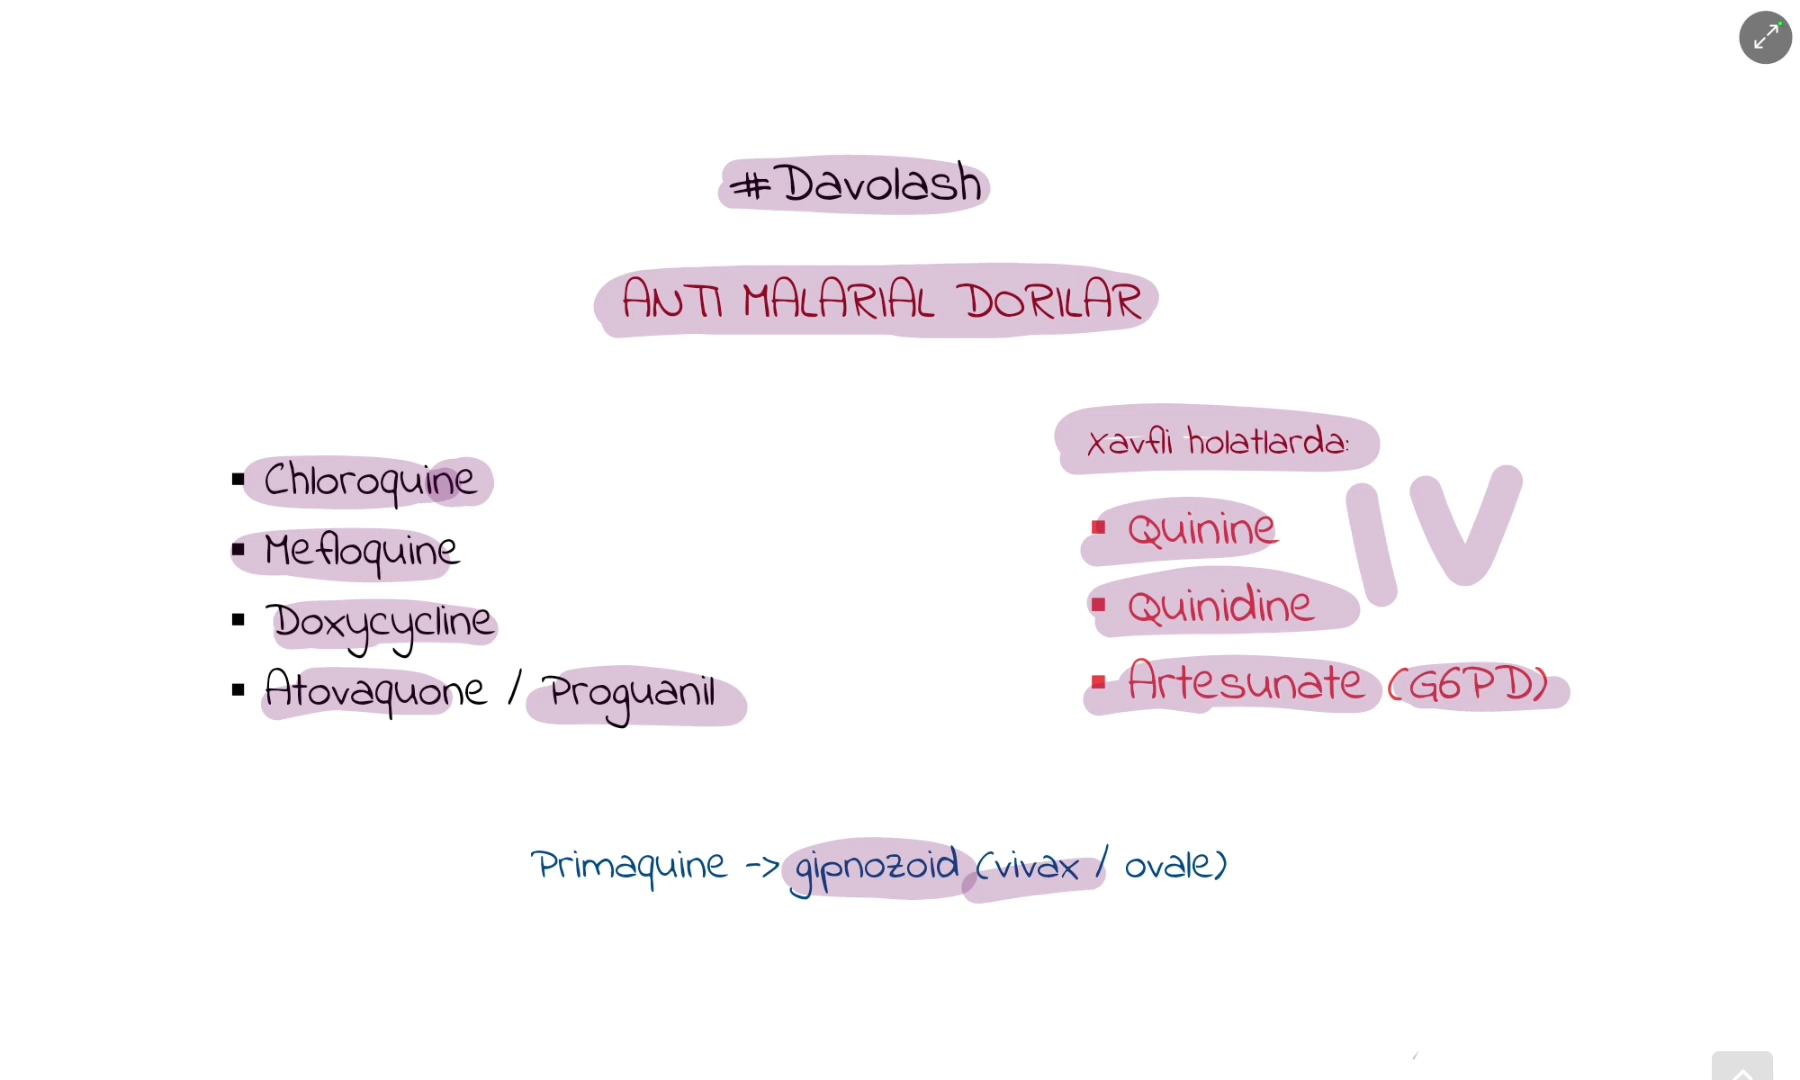 #Davolash
ANTI MALARIAL DORILAR
▪ Chloroquine
▪ Mefloquine
▪ Doxycycline
▪ Atovaquone / Proguanil
Xavfli holatlarda:
▪ Quinine
▪ Quinidine
▪ Artesunate (G6PD)
IV
Primaquine -> gipnozoid (vivax / ovale)